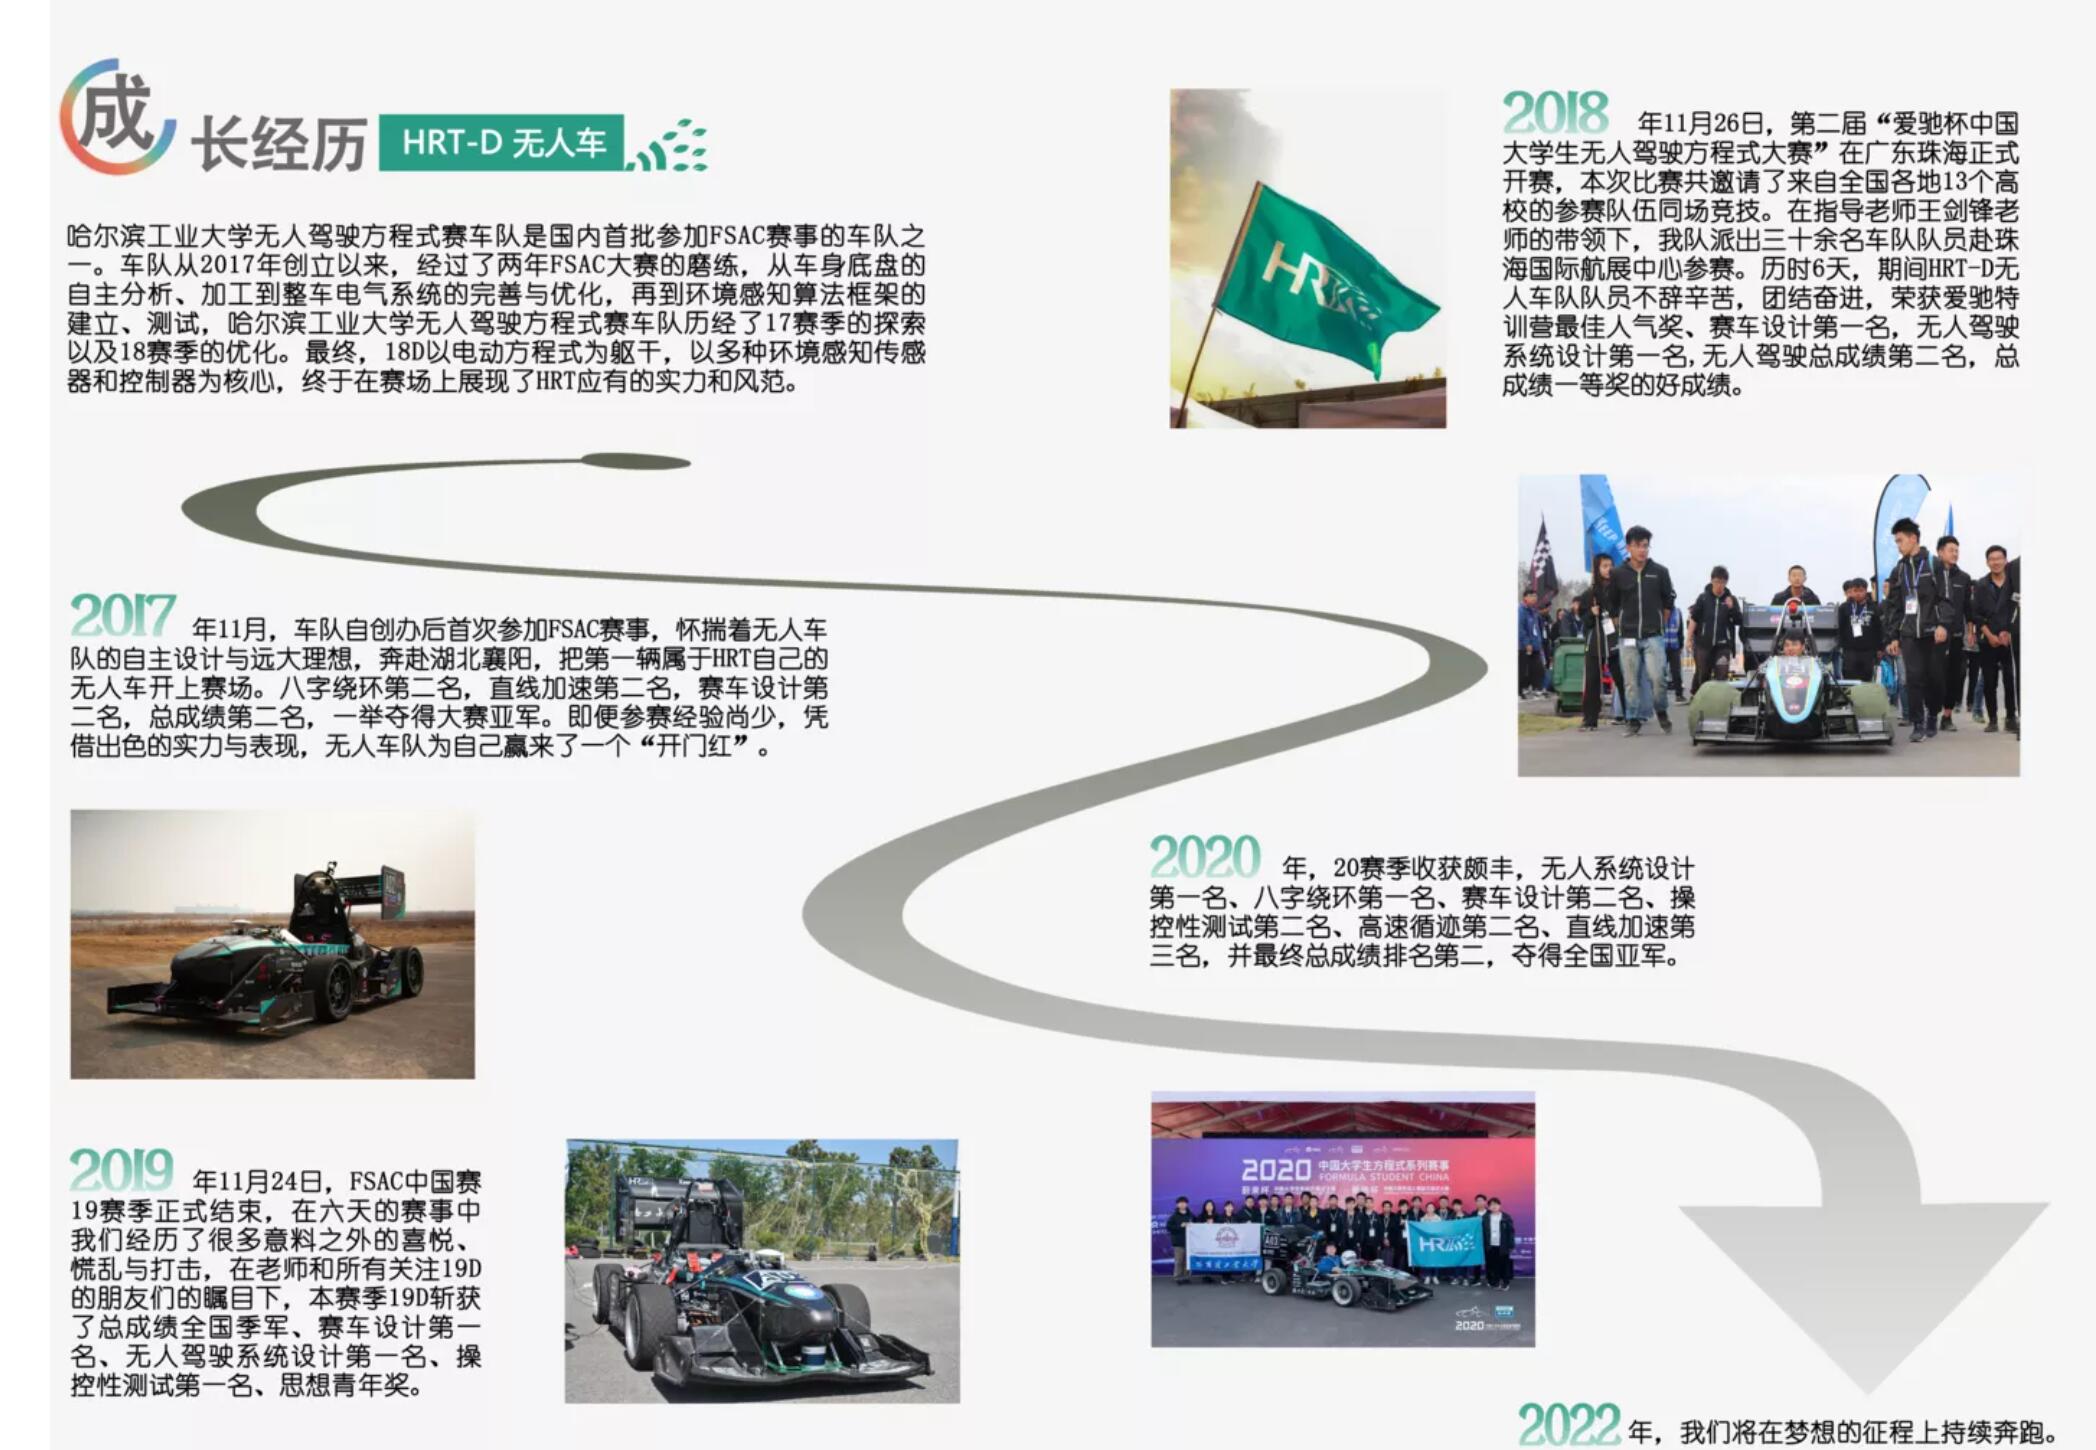 成长经历 HRT-D 无人车
哈尔滨工业大学无人驾驶方程式赛车队是国内首批参加FSAC赛事的车队之
一。车队从2017年创立以来，经过了两年FSAC大赛的磨练，从车身底盘的
自主分析、加工到整车电气系统的完善与优化，再到环境感知算法框架的
建立、测试，哈尔滨工业大学无人驾驶方程式赛车队历经了17赛季的探索
以及18赛季的优化。最终，18D以电动方程式为躯干，以多种环境感知传感
器和控制器为核心，终于在赛场上展现了HRT应有的实力和风范。
2017年11月，车队自创办后首次参加FSAC赛事，怀揣着无人车
队的自主设计与远大理想，奔赴湖北襄阳，把第一辆属于HRT自己的
无人车开上赛场。八字绕环第二名，直线加速第二名，赛车设计第
二名，总成绩第二名，一举夺得大赛亚军。即便参赛经验尚少，凭
借出色的实力与表现，无人车队为自己赢来了一个“开门红”。
HRT
2018年11月26日，第二届“爱驰杯中国
大学生无人驾驶方程式大赛”在广东珠海正式
开赛，本次比赛共邀请了来自全国各地13个高
校的参赛队伍同场竞技。在指导老师王剑锋老
师的带领下，我队派出三十余名车队队员赴珠
海国际航展中心参赛。历时6天，期间HRT-D无
人车队队员不辞辛苦，团结奋进，荣获爱驰特
训营最佳人气奖、赛车设计第一名，无人驾驶
系统设计第一名,无人驾驶总成绩第二名，总
成绩一等奖的好成绩。
2019年11月24日，FSAC中国赛
19赛季正式结束，在六天的赛事中
我们经历了很多意料之外的喜悦、
慌乱与打击，在老师和所有关注19D
的朋友们的瞩目下，本赛季19D斩获
了总成绩全国季军、赛车设计第一
名、无人驾驶系统设计第一名、操
控性测试第一名、思想青年奖。
2020年，20赛季收获颇丰，无人系统设计
第一名、八字绕环第一名、赛车设计第二名、操
控性测试第二名、高速循迹第二名、直线加速第
三名，并最终总成绩排名第二，夺得全国亚军。
2020 中国大学生方程式系列赛事
FORMULA STUDENT CHINA
HRT
哈尔滨工业大学
2020
2022年，我们将在梦想的征程上持续奔跑。